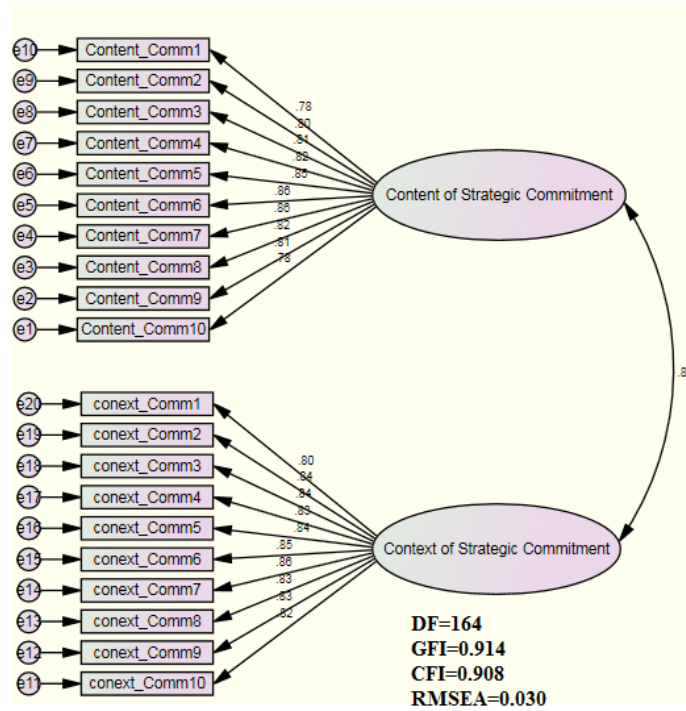 e10 Content_Comm1
e9 Content_Comm2
e8 Content_Comm3
e7 Content_Comm4
e6 Content_Comm5
e5 Content_Comm6
e4 Content_Comm7
e3 Content_Comm8
e2 Content_Comm9
e1 Content_Comm10
.78
.80
.81
.82
.85
.86
.86
.82
.81
.78
Content of Strategic Commitment
.8
e20 conext_Comm1
e19 conext_Comm2
e18 conext_Comm3
e17 conext_Comm4
e16 conext_Comm5
e15 conext_Comm6
e14 conext_Comm7
e13 conext_Comm8
e12 conext_Comm9
e11 conext_Comm10
.80
.84
.84
.83
.84
.85
.86
.83
.83
.82
Context of Strategic Commitment
DF=164
GFI=0.914
CFI=0.908
RMSEA=0.030